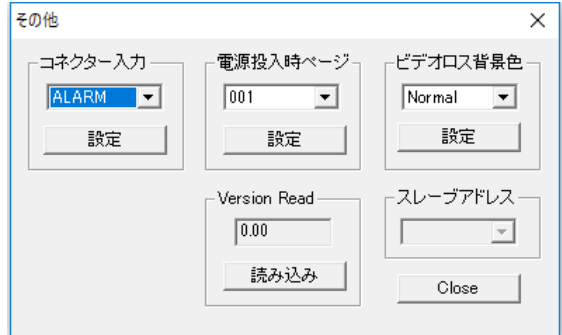 その他
コネクター入力
ALARM
設定
電源投入時ページ
001
設定
ビデオロス背景色
Normal
設定
Version Read
0.00
読み込み
スレーブアドレス
Close